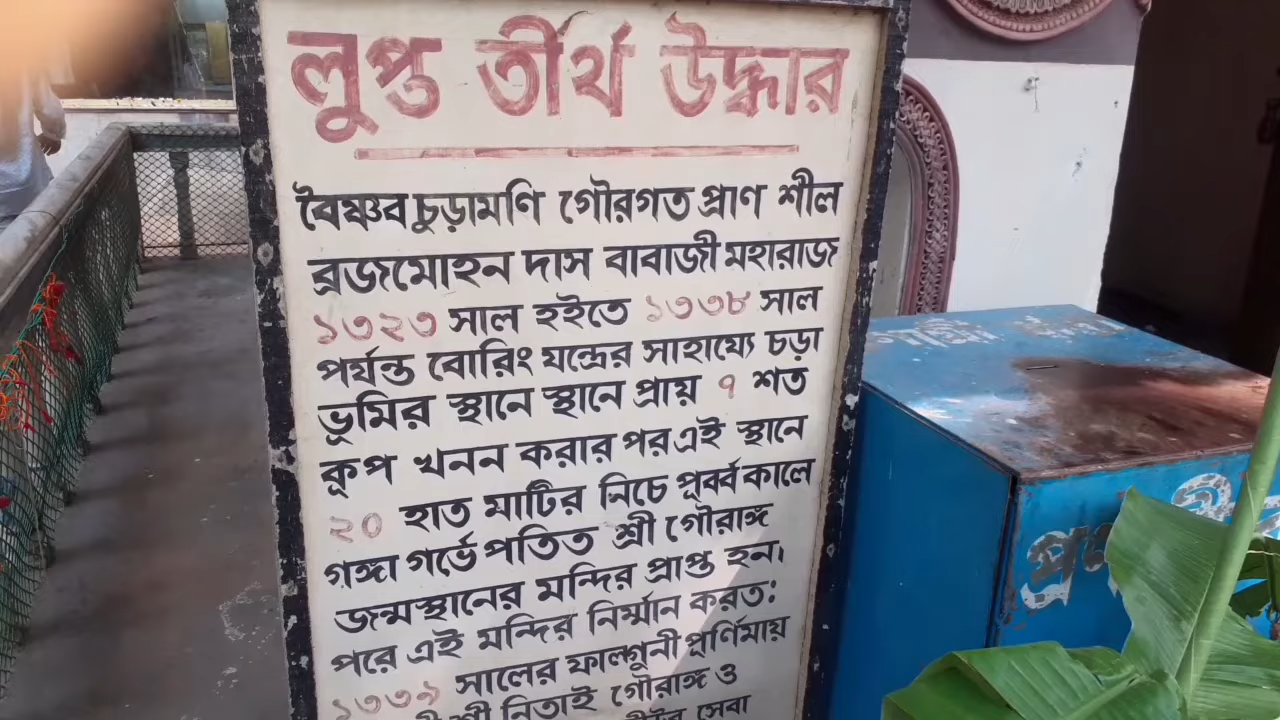 লুপ্ত তীর্থ উদ্ধার
বৈষ্ণব চুড়ামণি গৌরগত প্রাণ শীল
ব্রজমোহন দাস বাবাজী মহারাজ
১৩২৩ সাল হইতে ১৩৩৮ সাল
পর্যন্ত বোরিং যন্ত্রের সাহায্যে চড়া
ভূমির স্থানে স্থানে প্রায় ৭ শত
কূপ খনন করার পর এই স্থানে
২০ হাত মাটির নিচে পূর্ব্বকালে
গঙ্গা গর্ভে পতিত শ্রী গৌরাঙ্গ
জন্মস্থানের মন্দির প্রাপ্ত হন।
পরে এই মন্দির নির্ম্মান করত:
১৩৩৯ সালের ফাল্গুনী পূর্ণিমায়
শ্রী নিতাই গৌরাঙ্গ ও
সেবা